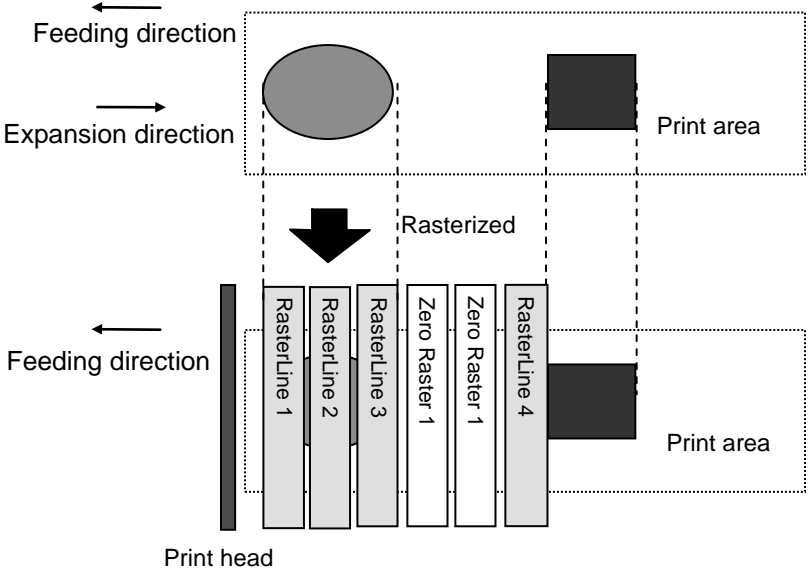 Feeding direction
Expansion direction
Print area
Rasterized
Feeding direction
RasterLine 1
RasterLine 2
RasterLine 3
Zero Raster 1
Zero Raster 1
RasterLine 4
Print area
Print head